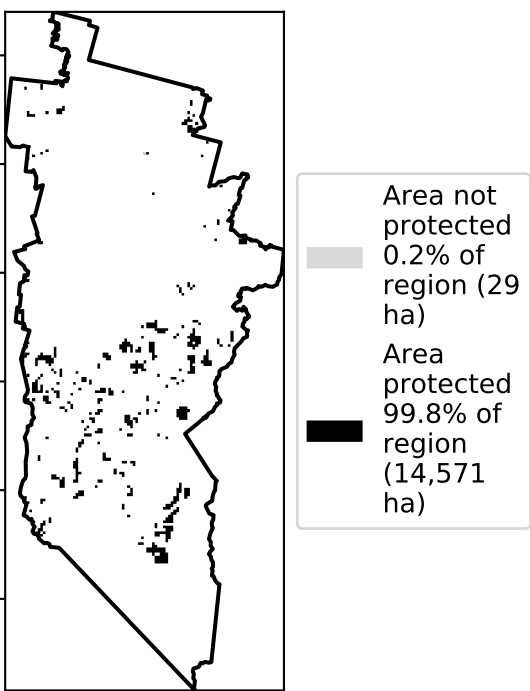 Area not
protected
0.2% of
region (29
ha)
Area
protected
99.8% of
region
(14,571
ha)